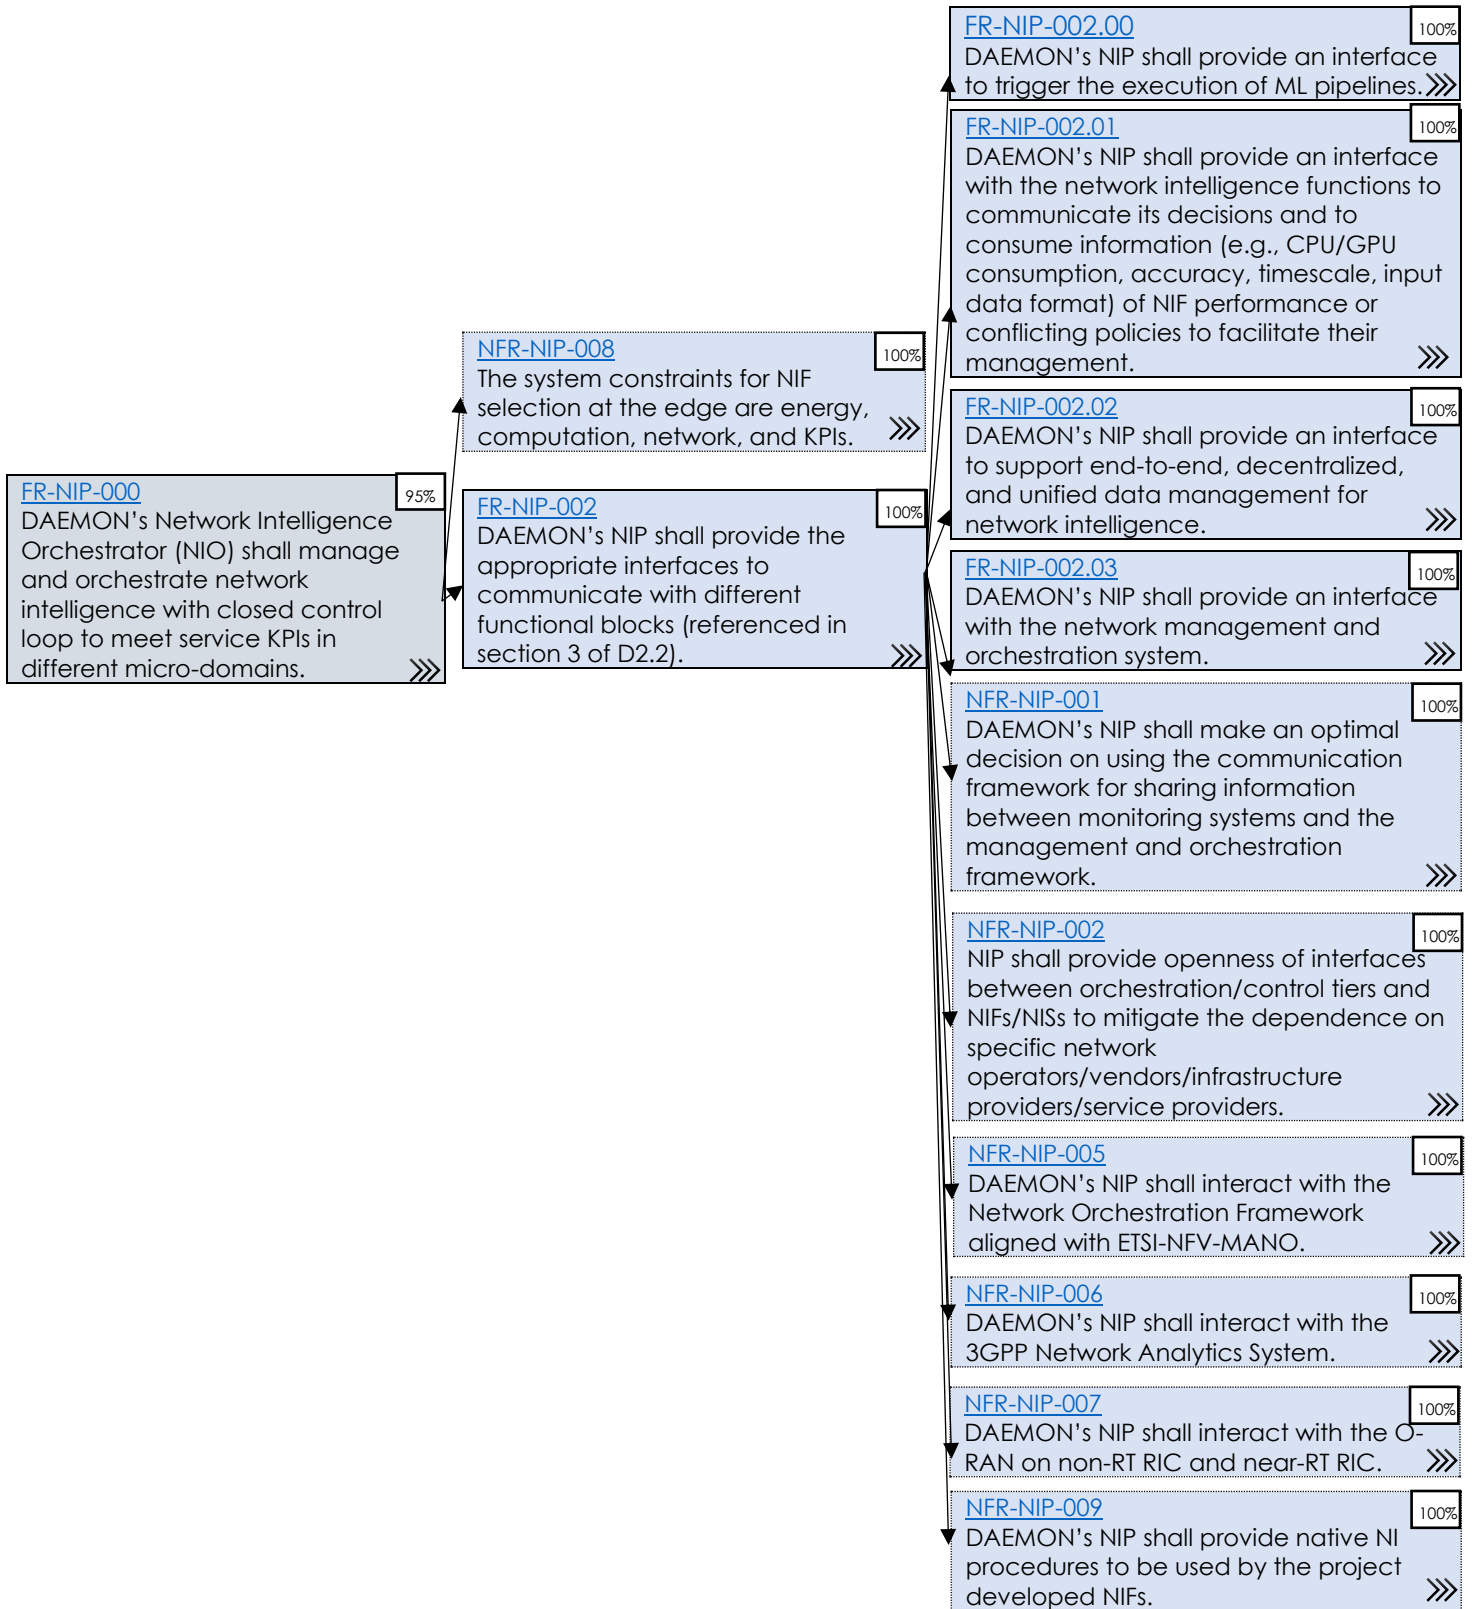 FR-NIP-000
95%
DAEMON’s Network Intelligence
Orchestrator (NIO) shall manage
and orchestrate network
intelligence with closed control
loop to meet service KPIs in
different micro-domains.
NFR-NIP-008
100%
The system constraints for NIF
selection at the edge are energy,
computation, network, and KPIs.
FR-NIP-002
100%
DAEMON’s NIP shall provide the
appropriate interfaces to
communicate with different
functional blocks (referenced in
section 3 of D2.2).
FR-NIP-002.00
100%
DAEMON’s NIP shall provide an interface
to trigger the execution of ML pipelines.
FR-NIP-002.01
100%
DAEMON’s NIP shall provide an interface
with the network intelligence functions to
communicate its decisions and to
consume information (e.g., CPU/GPU
consumption, accuracy, timescale, input
data format) of NIF performance or
conflicting policies to facilitate their
management.
FR-NIP-002.02
100%
DAEMON’s NIP shall provide an interface
to support end-to-end, decentralized,
and unified data management for
network intelligence.
FR-NIP-002.03
100%
DAEMON’s NIP shall provide an interface
with the network management and
orchestration system.
NFR-NIP-001
100%
DAEMON’s NIP shall make an optimal
decision on using the communication
framework for sharing information
between monitoring systems and the
management and orchestration
framework.
NFR-NIP-002
100%
NIP shall provide openness of interfaces
between orchestration/control tiers and
NIFs/NISs to mitigate the dependence on
specific network
operators/vendors/infrastructure
providers/service providers.
NFR-NIP-005
100%
DAEMON’s NIP shall interact with the
Network Orchestration Framework
aligned with ETSI-NFV-MANO.
NFR-NIP-006
100%
DAEMON’s NIP shall interact with the
3GPP Network Analytics System.
NFR-NIP-007
100%
DAEMON’s NIP shall interact with the O-
RAN on non-RT RIC and near-RT RIC.
NFR-NIP-009
100%
DAEMON’s NIP shall provide native NI
procedures to be used by the project
developed NIFs.